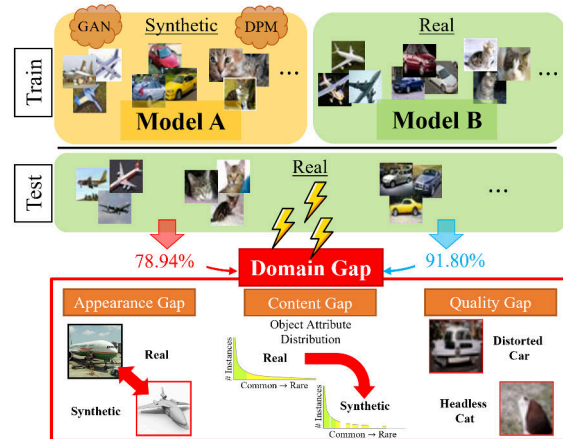 GAN
Synthetic
DPM
Real
Train
...
...
Model A
Model B
Test
Real
...
78.94%
Domain Gap
91.80%
Appearance Gap
Content Gap
Quality Gap
Real
Synthetic
Object Attribute
Distribution
# Instances
Real
Common → Rare
# Instances
Synthetic
Common → Rare
Distorted
Car
Headless
Cat